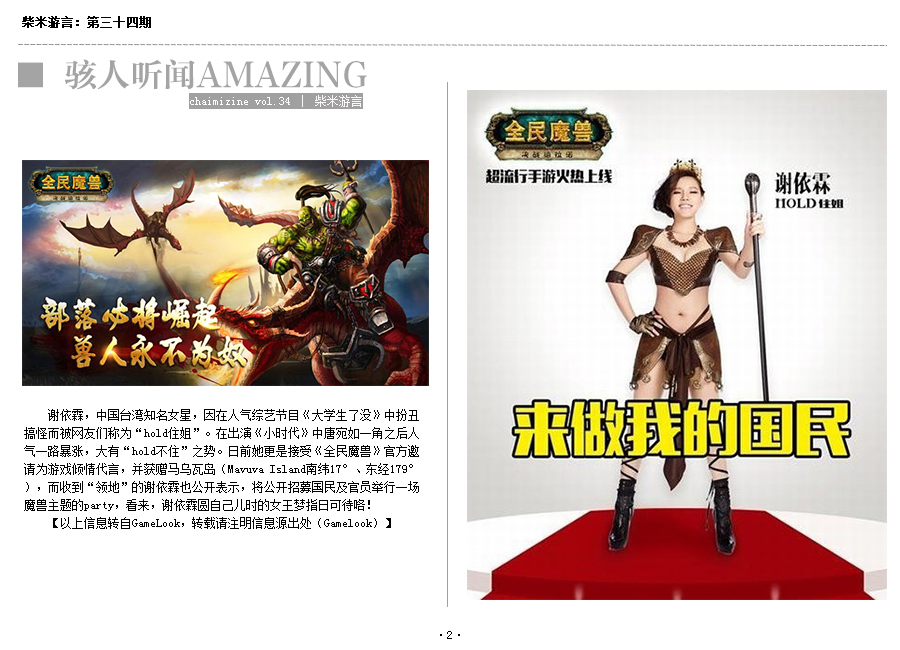 柴米游言：第三十四期
骇人听闻AMAZING
chaimizine vol.34 | 柴米游言
全民魔兽
决战德拉诺
部落必将崛起
兽人永不为奴
谢依霖，中国台湾知名女星，因在人气综艺节目《大学生了没》中扮丑
搞怪而被网友们称为“hold住姐”。在出演《小时代》中唐宛如一角之后人
气一路暴涨，大有“hold不住”之势。日前她更是接受《全民魔兽》官方邀
请为游戏倾情代言，并获赠马乌瓦岛（Mavuva Island南纬17°、东经179°
），而收到“领地”的谢依霖也公开表示，将公开招募国民及官员举行一场
魔兽主题的party，看来，谢依霖圆自己儿时的女王梦指日可待咯！
【以上信息转自GameLook，转载请注明信息源出处（Gamelook）】
全民魔兽
决战德拉诺
超流行手游火热上线
谢依霖
HOLD住姐
来做我的国民
·2·